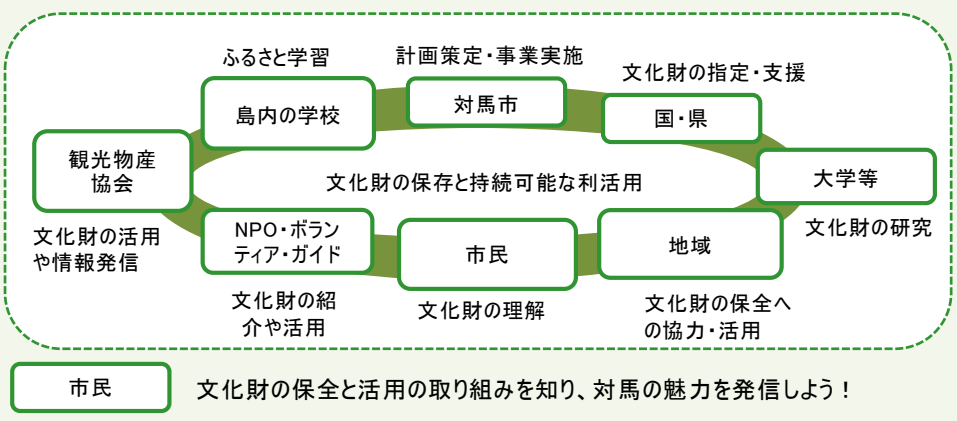 ふるさと学習
計画策定・事業実施
文化財の指定・支援
島内の学校
対馬市
国・県
観光物産
協会
文化財の保存と持続可能な利活用
大学等
文化財の活用
や情報発信
NPO・ボラン
ティア・ガイド
市民
地域
文化財の研究
文化財の紹
介や活用
文化財の理解
文化財の保全へ
の協力・活用
市民
文化財の保全と活用の取り組みを知り、対馬の魅力を発信しよう！